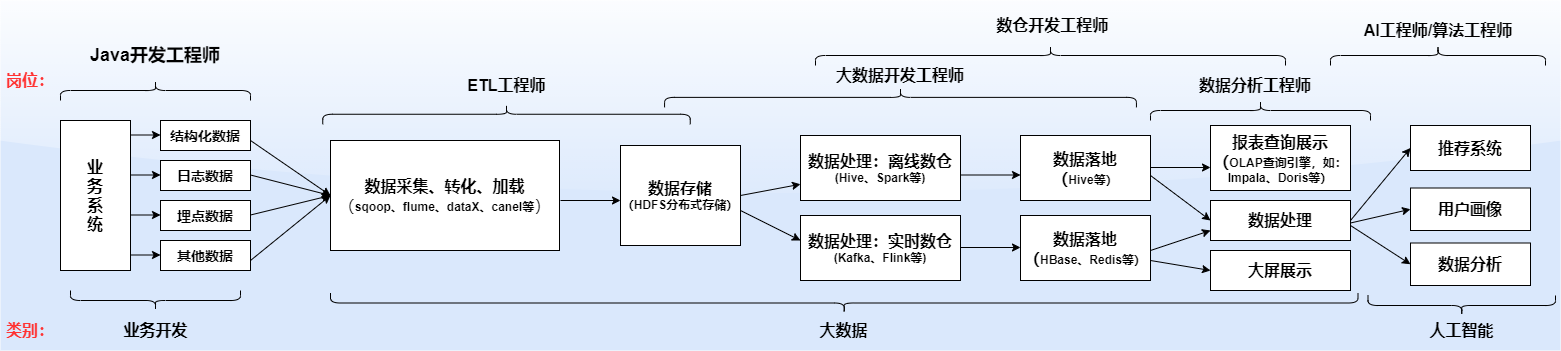 岗位：
Java开发工程师
ETL工程师
数仓开发工程师
大数据开发工程师
数据分析工程师
AI工程师/算法工程师
业务系统
结构化数据
日志数据
埋点数据
其他数据
数据采集、转化、加载
（sqoop、flume、dataX、canel等）
数据存储
(HDFS分布式存储)
数据处理：离线数仓
(Hive、Spark等)
数据处理：实时数仓
(Kafka、Flink等)
数据落地
（Hive等)
数据落地
（HBase、Redis等)
报表查询展示
（OLAP查询引擎，如：
Impala、Doris等）
数据处理
大屏展示
推荐系统
用户画像
数据分析
类别：
业务开发
大数据
人工智能